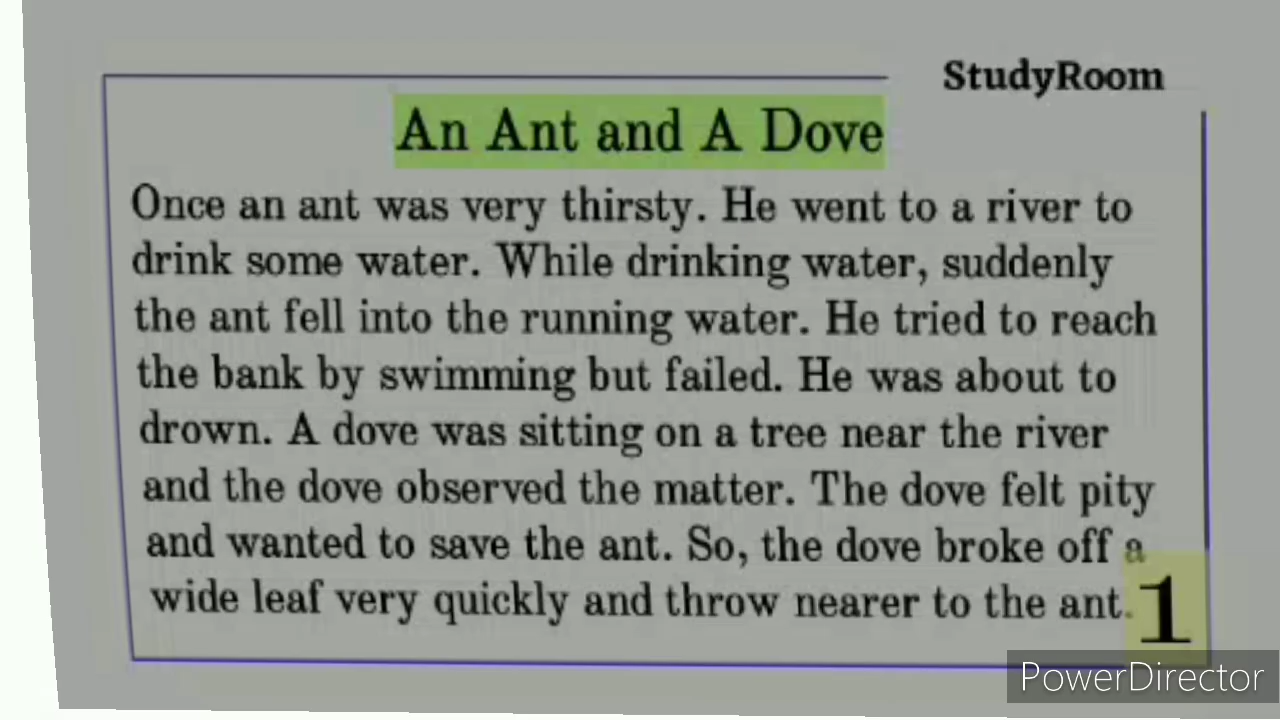 StudyRoom
An Ant and A Dove
Once an ant was very thirsty. He went to a river to
drink some water. While drinking water, suddenly
the ant fell into the running water. He tried to reach
the bank by swimming but failed. He was about to
drown. A dove was sitting on a tree near the river
and the dove observed the matter. The dove felt pity
and wanted to save the ant. So, the dove broke off a
wide leaf very quickly and throw nearer to the ant.
1
PowerDirector